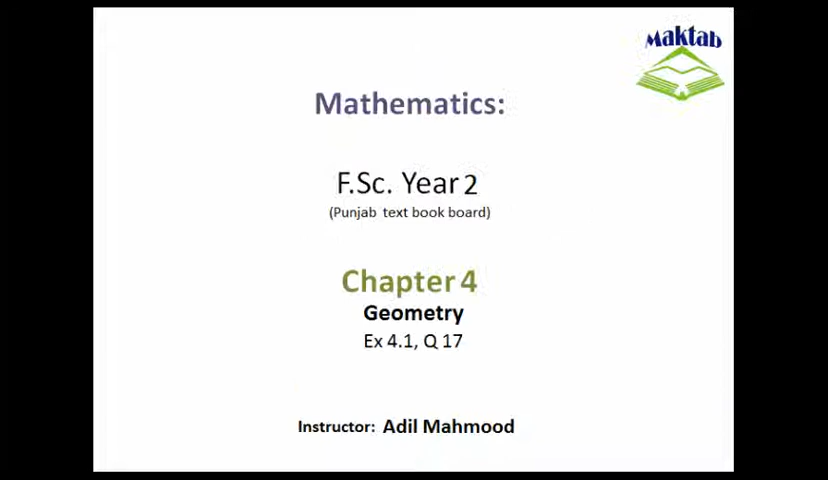 Maktab
Mathematics:
F.Sc. Year 2
(Punjab text book board)
Chapter 4
Geometry
Ex 4.1, Q 17
Instructor: Adil Mahmood